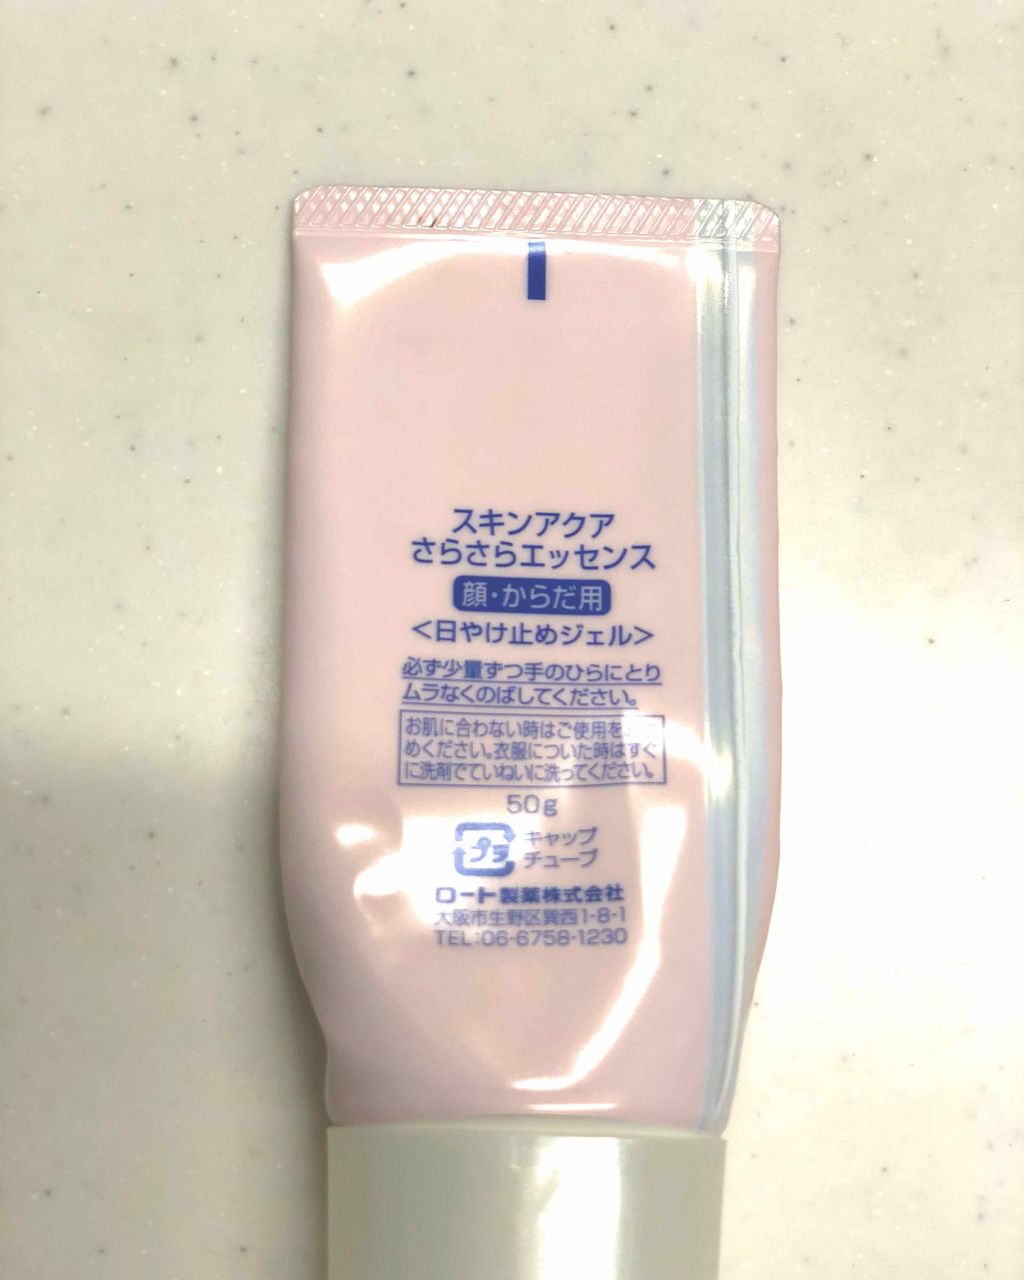 スキンアクア
さらさらエッセンス
顔・からだ用
<日やけ止めジェル>
必ず少量ずつ手のひらにとり
ムラなくのばしてください。
お肌に合わない時はご使用を
めください。衣服についた時はすぐ
に洗剤でていねいに洗ってください。
50g
プラ
キャップ
チューブ
ロート製薬株式会社
大阪市生野区巽西1-8-1
TEL:06-6758-1230